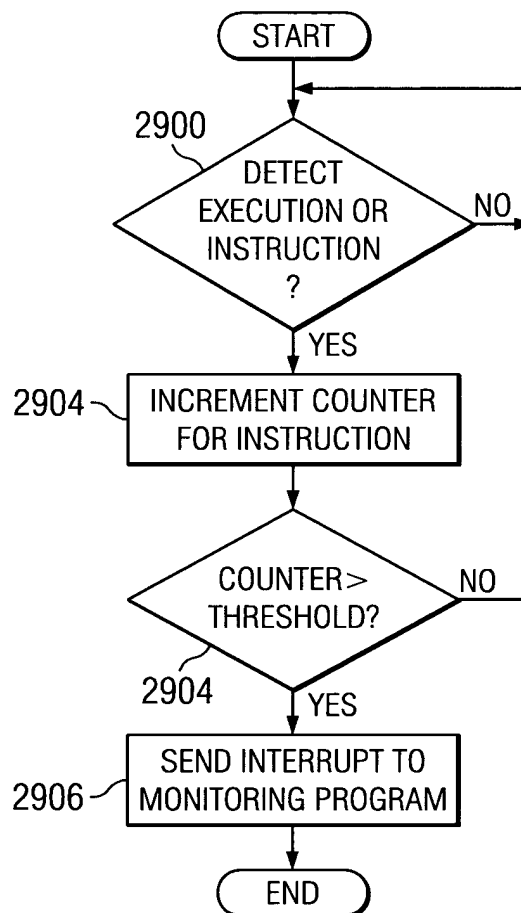 START
2900
DETECT
EXECUTION OR
INSTRUCTION
?
NO
YES
2904
INCREMENT COUNTER
FOR INSTRUCTION
COUNTER>
THRESHOLD?
NO
2904
YES
2906
SEND INTERRUPT TO
MONITORING PROGRAM
END